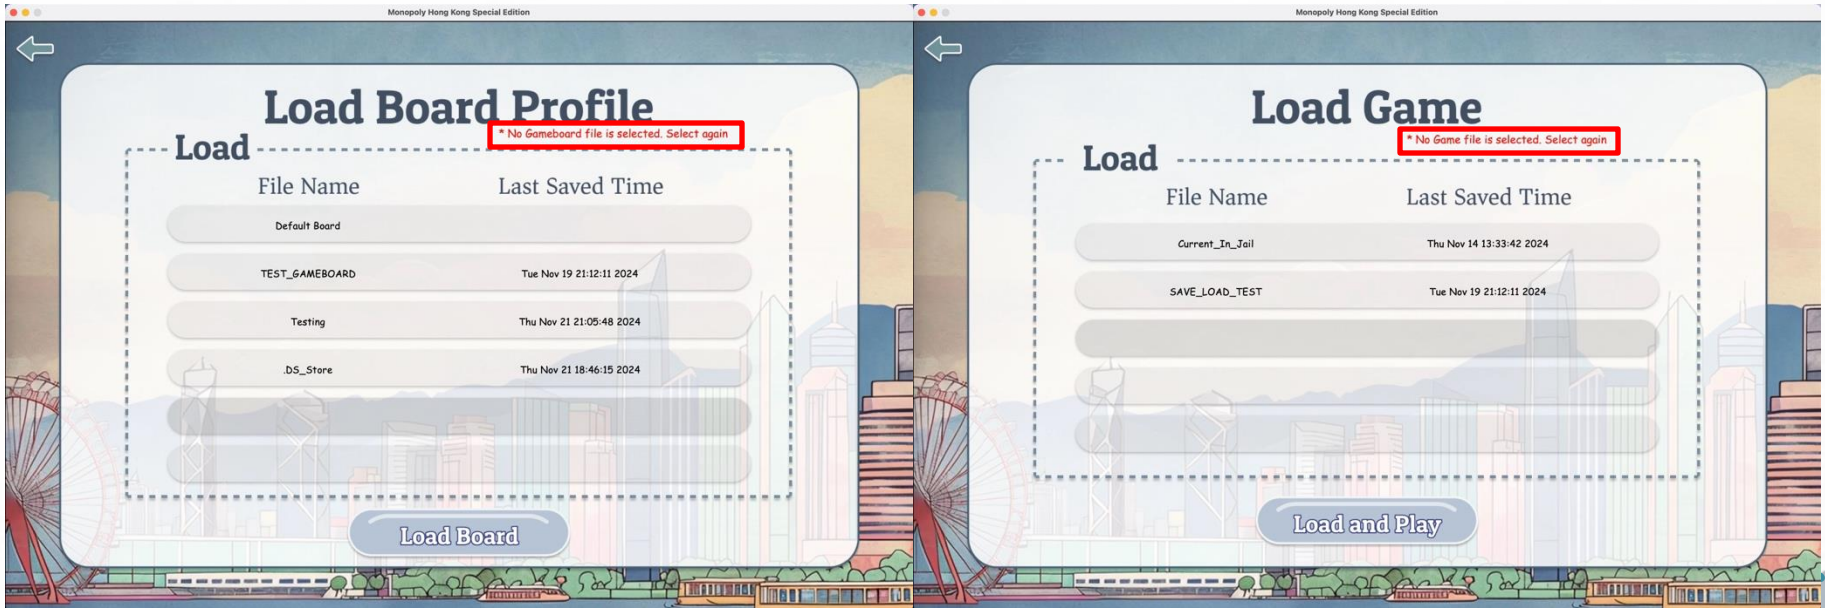 Monopoly Hong Kong Special Edition
Load Board Profile
* No Gameboard file is selected. Select again
Load
File Name Last Saved Time
Default Board
TEST_GAMEBOARD Tue Nov 19 21:12:11 2024
Testing Thu Nov 21 21:05:48 2024
.DS_Store Thu Nov 21 18:46:15 2024
Load Board
Monopoly Hong Kong Special Edition
Load Game
* No Game file is selected. Select again
Load
File Name Last Saved Time
Current_In_Jail Thu Nov 14 13:33:42 2024
SAVE_LOAD_TEST Tue Nov 19 21:12:11 2024
Load and Play